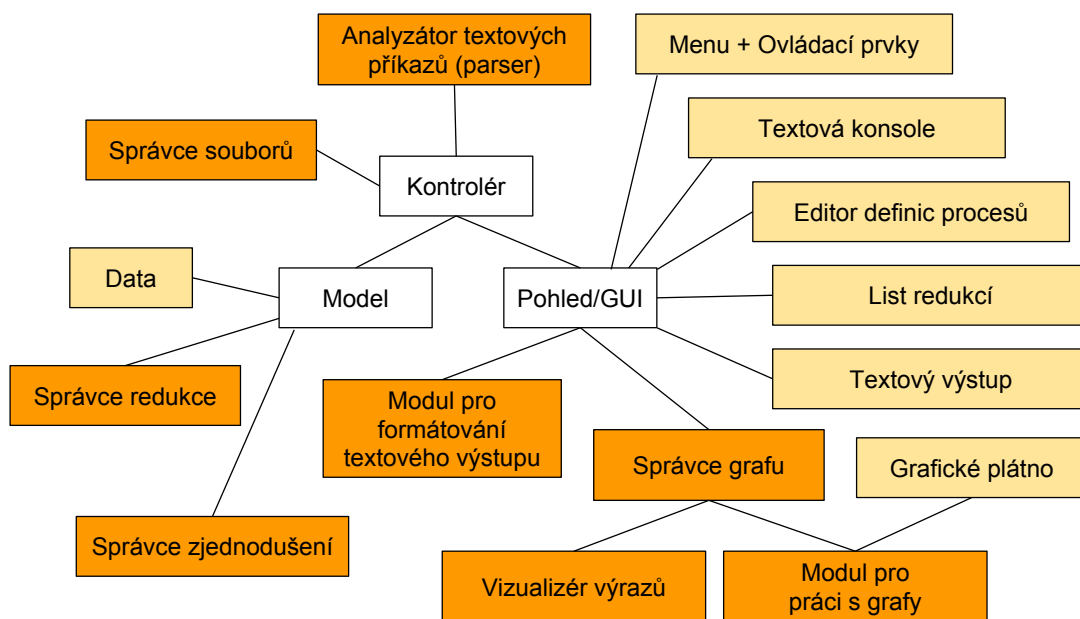 Analyzátor textových
příkazů (parser)
Menu + Ovládací prvky
Textová konsole
Správce souborů
Kontrolér
Editor definic procesů
Data
Model
Pohled/GUI
List redukcí
Textový výstup
Správce redukce
Modul pro
formátování
textového výstupu
Správce grafu
Grafické plátno
Správce zjednodušení
Vizualizér výrazů
Modul pro
práci s grafy